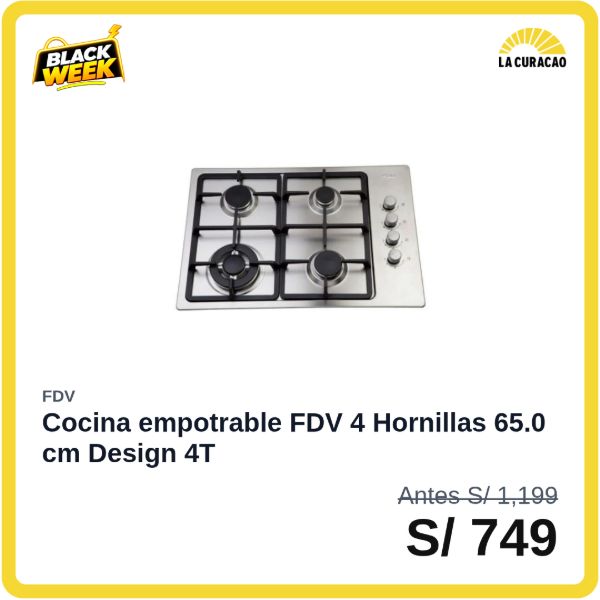 BLACK
WEEK
LA CURACAO
FDV
Cocina empotrable FDV 4 Hornillas 65.0
cm Design 4T
Antes S/ 1,199
S/ 749